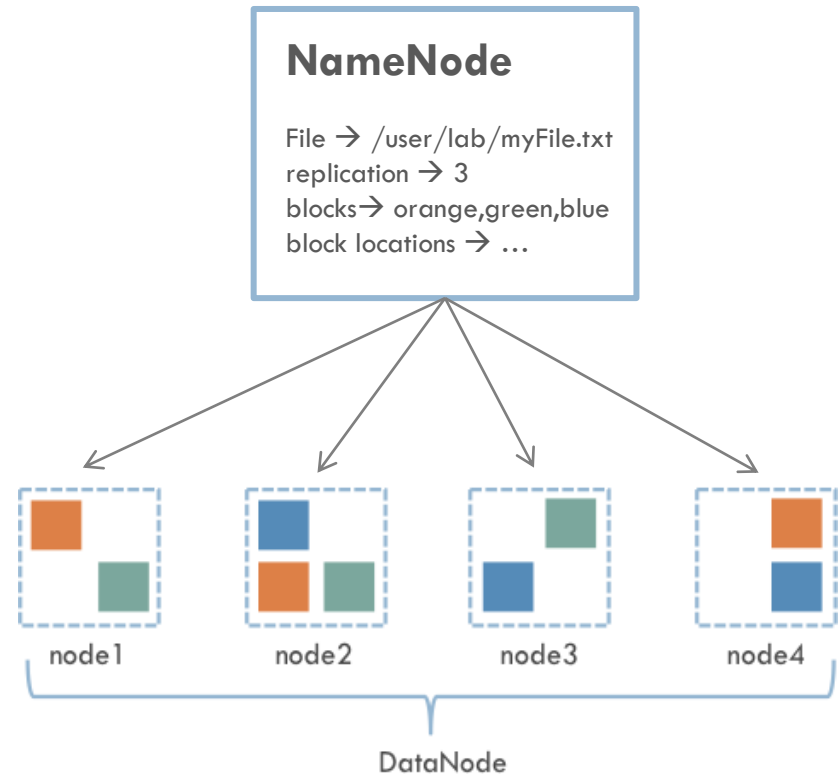 NameNode
File → /user/lab/myFile.txt
replication → 3
blocks→ orange,green,blue
block locations → …
node1
node2
node3
node4
DataNode